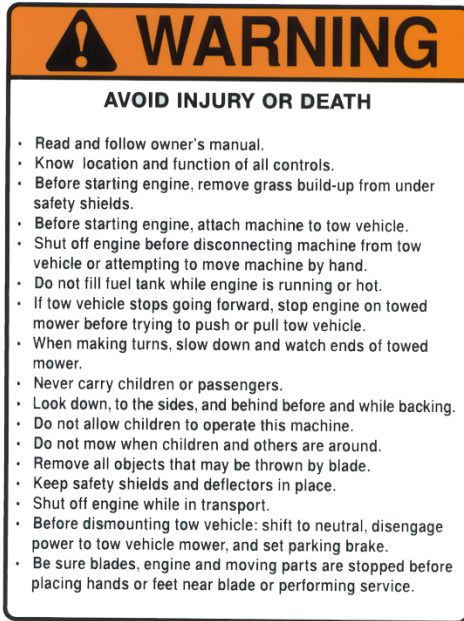 WARNING
AVOID INJURY OR DEATH
· Read and follow owner's manual.
· Know location and function of all controls.
· Before starting engine, remove grass build-up from under
safety shields.
· Before starting engine, attach machine to tow vehicle.
· Shut off engine before disconnecting machine from tow
vehicle or attempting to move machine by hand.
· Do not fill fuel tank while engine is running or hot.
· If tow vehicle stops going forward, stop engine on towed
mower before trying to push or pull tow vehicle.
· When making turns, slow down and watch ends of towed
mower.
· Never carry children or passengers.
· Look down, to the sides, and behind before and while backing.
· Do not allow children to operate this machine.
· Do not mow when children and others are around.
· Remove all objects that may be thrown by blade.
· Keep safety shields and deflectors in place.
· Shut off engine while in transport.
· Before dismounting tow vehicle: shift to neutral, disengage
power to tow vehicle mower, and set parking brake.
· Be sure blades, engine and moving parts are stopped before
placing hands or feet near blade or performing service.